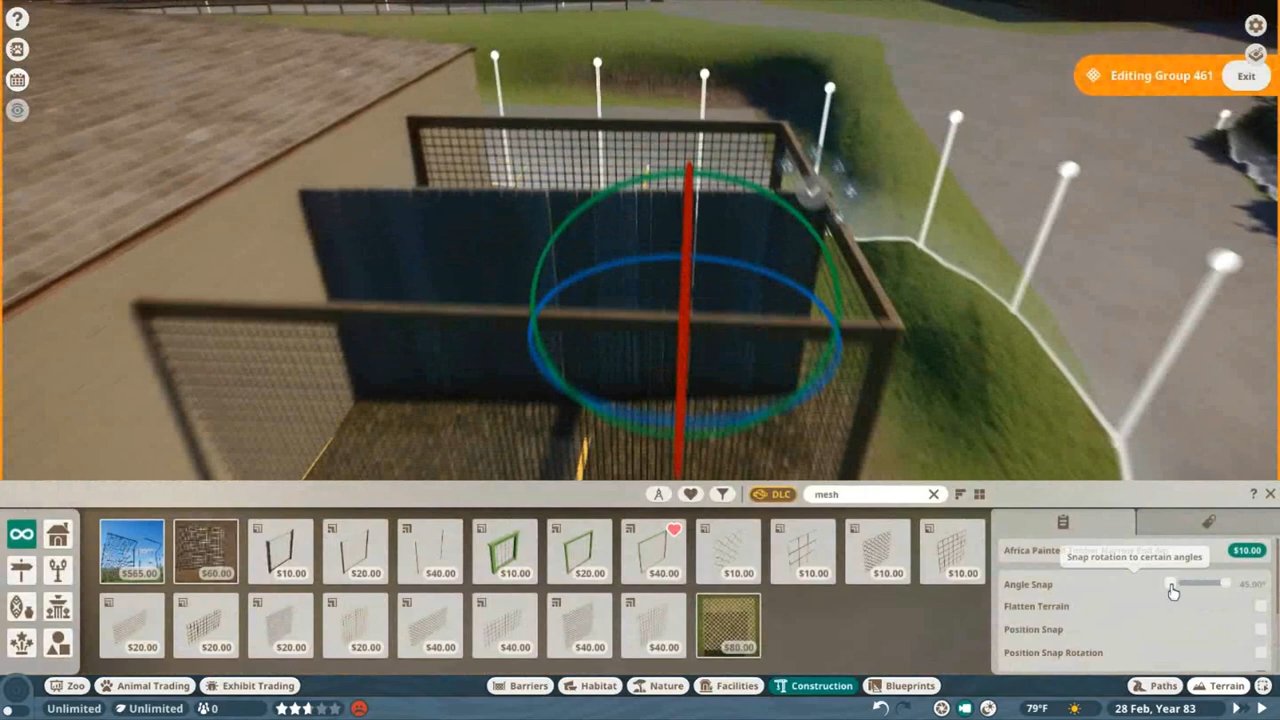 Editing Group 461
Exit
DLC
mesh
$565.00
$60.00
$10.00
$20.00
$40.00
$10.00
$20.00
$40.00
$10.00
$10.00
$10.00
$10.00
$20.00
$20.00
$20.00
$20.00
$40.00
$40.00
$40.00
$40.00
$80.00
Africa Painte
$10.00
Snap rotation to certain angles
Angle Snap
45.00°
Flatten Terrain
Position Snap
Position Snap Rotation
Zoo
Animal Trading
Exhibit Trading
Barriers
Habitat
Nature
Facilities
Construction
Blueprints
Paths
Terrain
Unlimited
Unlimited
0
79°F
28 Feb, Year 83